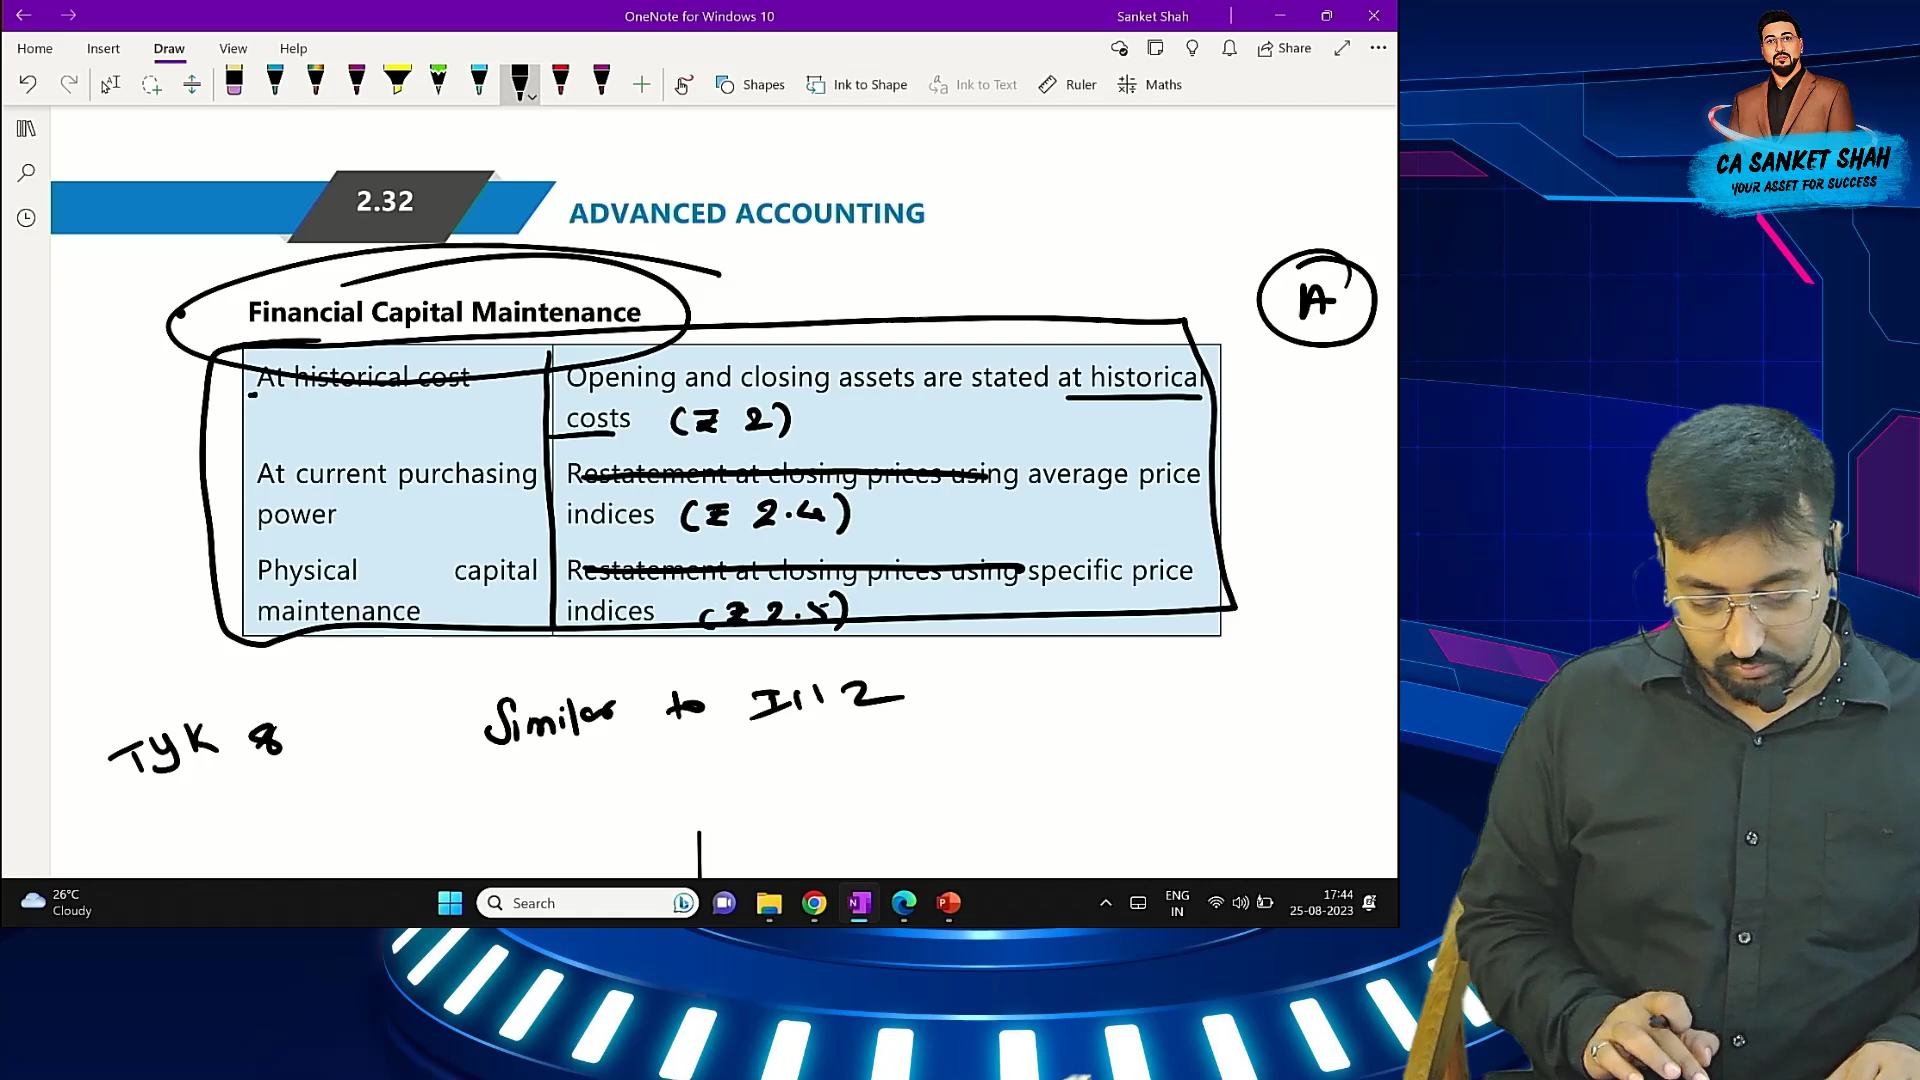 OneNote for Windows 10
Sanket Shah
Home Insert Draw View Help
Share
Shapes Ink to Shape Ink to Text Ruler Maths
CA SANKET SHAH
YOUR ASSET FOR SUCCESS
2.32
ADVANCED ACCOUNTING
Financial Capital Maintenance
A
At historical cost
Opening and closing assets are stated at historical
costs (₹ 2)
At current purchasing
power
Restatement at closing prices using average price
indices (₹ 2.4)
Physical capital
maintenance
Restatement at closing prices using specific price
indices (₹ 2.5)
TYK 8
Similar to Ill 2
26°C
Cloudy
Search
ENG
IN
17:44
25-08-2023